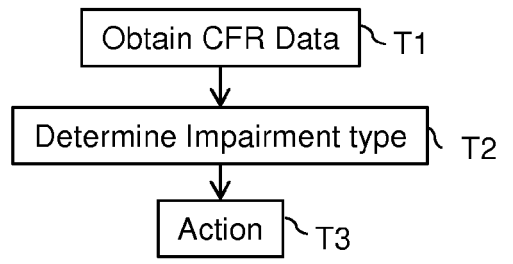 Obtain CFR Data T1
Determine Impairment type T2
Action T3